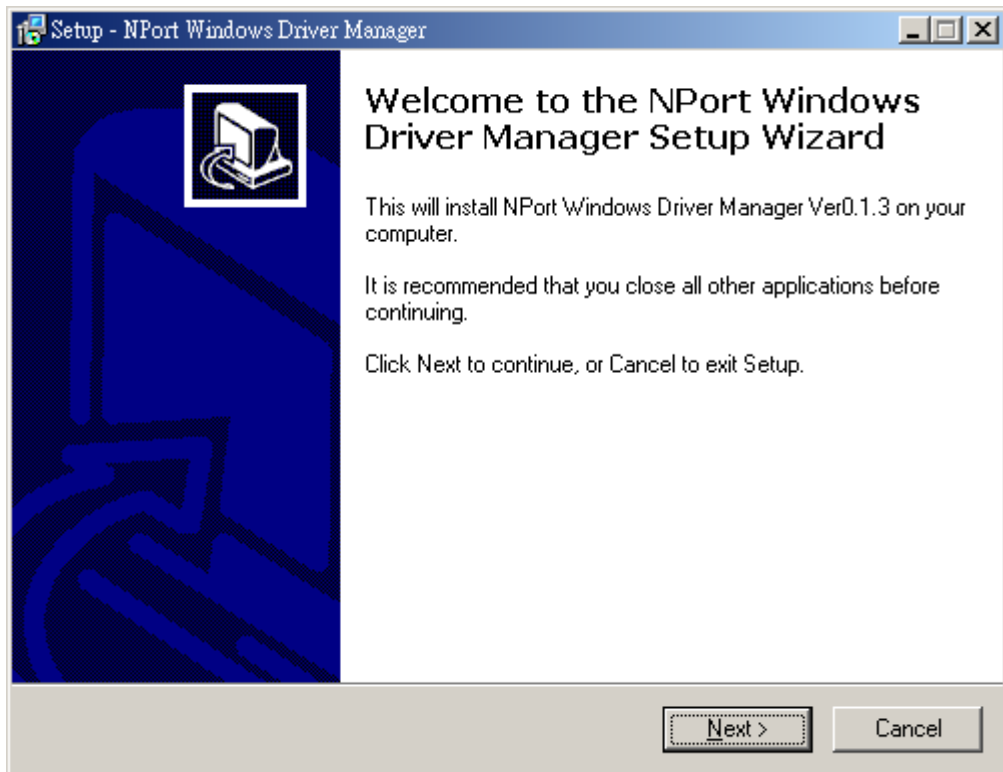 Setup - NPort Windows Driver Manager
Welcome to the NPort Windows
Driver Manager Setup Wizard
This will install NPort Windows Driver Manager Ver0.1.3 on your
computer.
It is recommended that you close all other applications before
continuing.
Click Next to continue, or Cancel to exit Setup.
Next >
Cancel